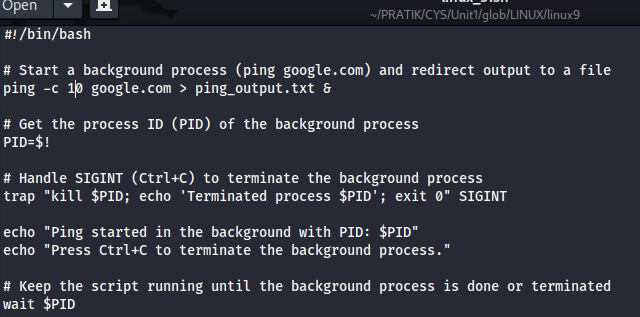 Open
~/PRATIK/CYS/Unit1/glob/LINUX/linux9
#!/bin/bash
# Start a background process (ping google.com) and redirect output to a file
ping -c 10 google.com > ping_output.txt &
# Get the process ID (PID) of the background process
PID=$!
# Handle SIGINT (Ctrl+C) to terminate the background process
trap "kill $PID; echo 'Terminated process $PID'; exit 0" SIGINT
echo "Ping started in the background with PID: $PID"
echo "Press Ctrl+C to terminate the background process."
# Keep the script running until the background process is done or terminated
wait $PID